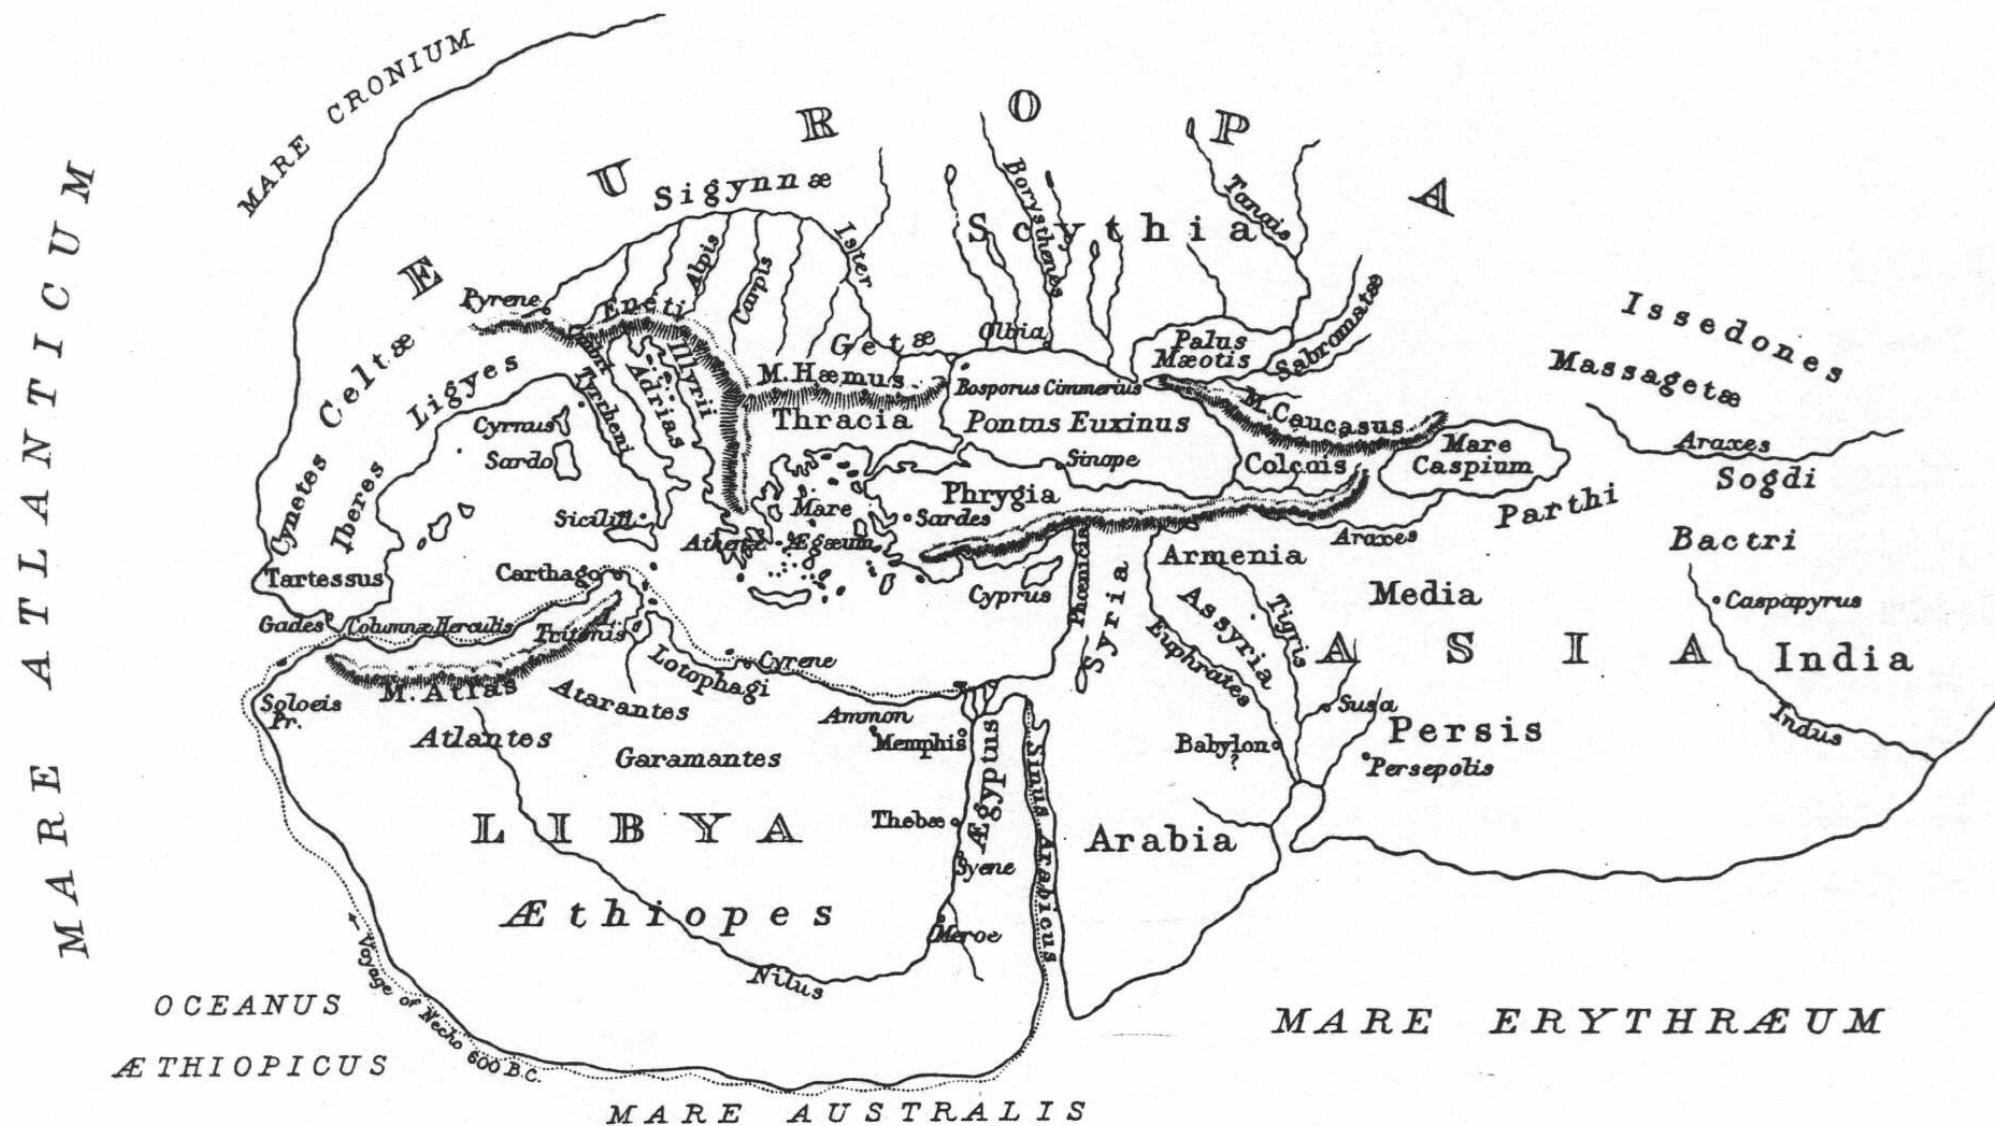 MARE CRONIUM
MARE ATLANTICUM
EUROPA
Sigynnæ
Scythia
Borysthenes
Tanais
Ister
Alpis
Carpis
Pyrene
Eneti
Celtæ
Ligyes
Getæ
Olbia
Palus
Mæotis
Sabromatæ
Issedones
Massagetæ
Araxes
Sogdi
Illyrii
Adrias
Tyrrheni
M. Hæmus
Thracia
Bosporus Cimmerius
Pontus Euxinus
Sinope
M. Caucasus
Mare
Caspium
Parthi
Bactri
Cyrnus
Sardo
Cynetes
Iberes
Phrygia
Sardes
Mare
Ægæum
Athenæ
Araxes
Armenia
Media
Caspapyrus
Tartessus
Gades
Columnæ Herculis
Carthago
L.
Tritonis
Cyprus
Phœnicia
Syria
Assyria
Tigris
Euphrates
ASIA
India
Indus
Soloeis
Pr.
M. Atlas
Atarantes
Lotophagi
Cyrene
Ammon
Memphis
Atlantes
Garamantes
Susa
Persis
Persepolis
Babylon
?
LIBYA
Thebæ
Ægyptus
Sinus Arabicus
Arabia
Syene
Æthiopes
Meroe
Nilus
Voyage of Necho 600 B.C.
OCEANUS
ÆTHIOPICUS
MARE ERYTHRÆUM
MARE AUSTRALIS